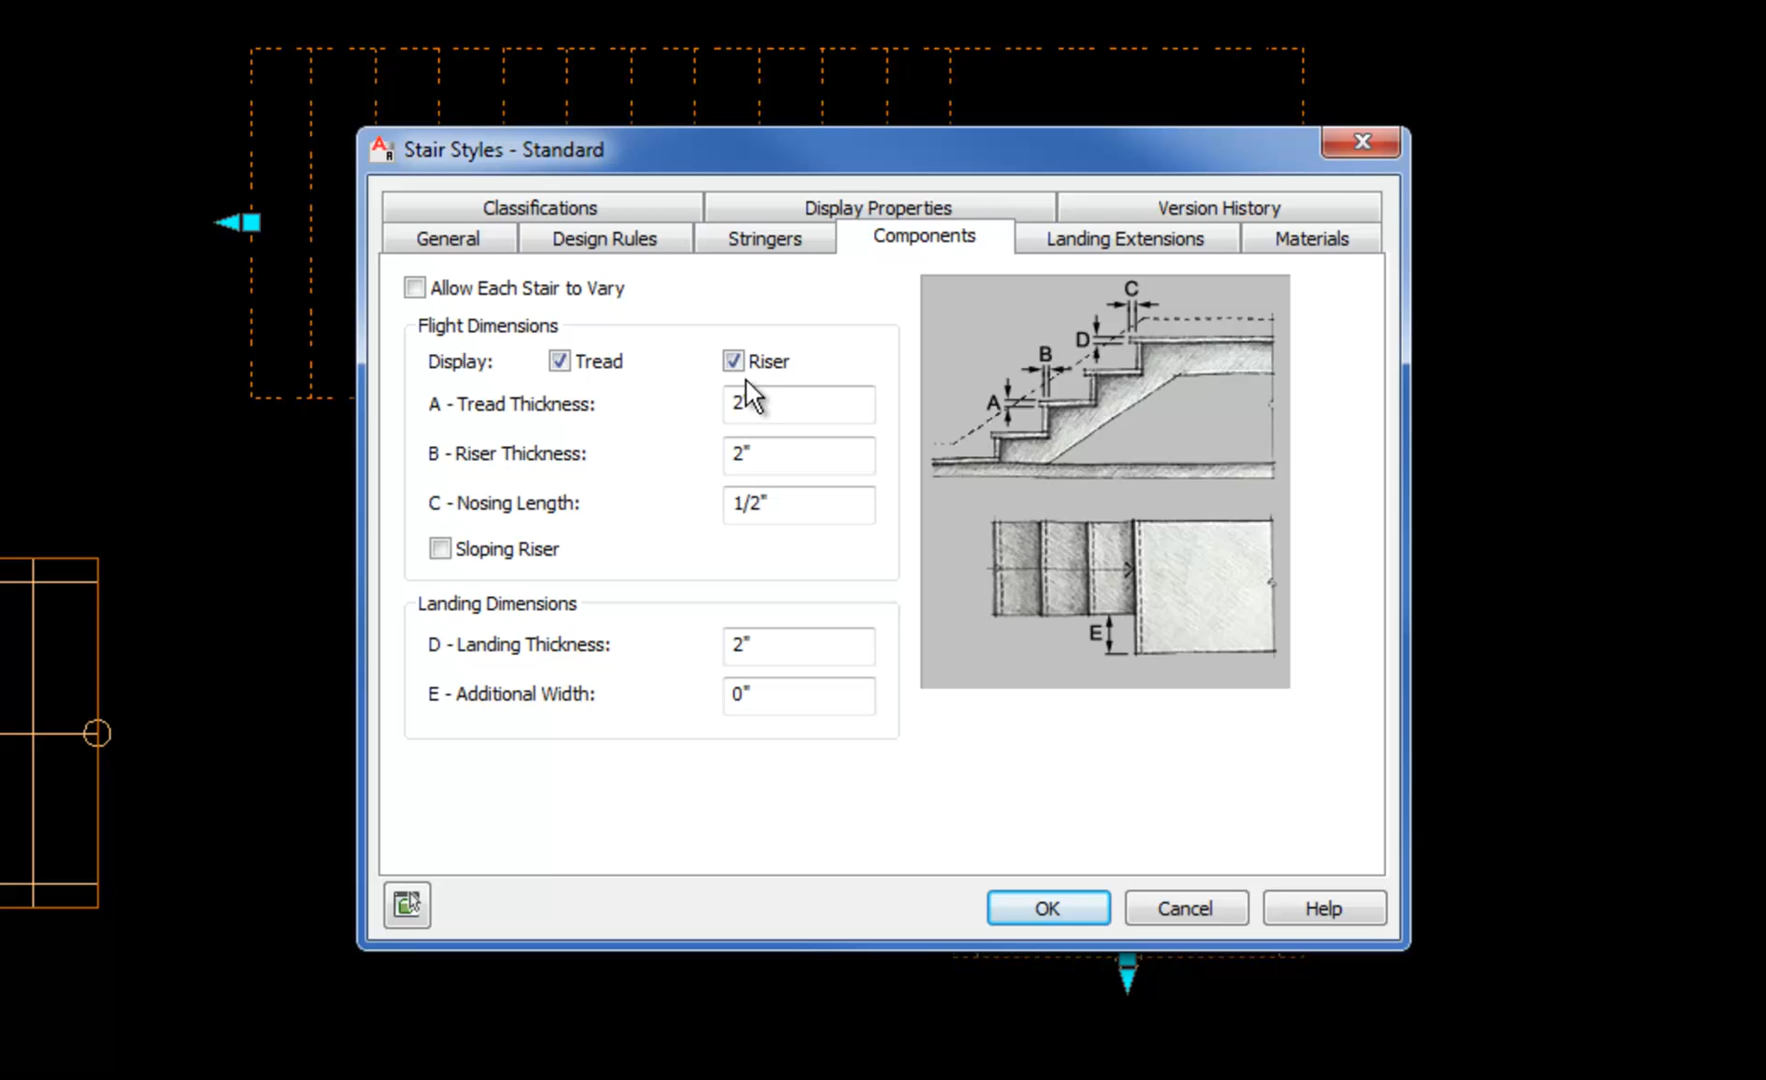 Stair Styles - Standard
Classifications
Display Properties
Version History
General
Design Rules
Stringers
Components
Landing Extensions
Materials
Allow Each Stair to Vary
Flight Dimensions
Display:
Tread
Riser
A - Tread Thickness:
2
B - Riser Thickness:
2"
C - Nosing Length:
1/2"
Sloping Riser
Landing Dimensions
D - Landing Thickness:
2"
E - Additional Width:
0"
C
D
B
A
E
OK
Cancel
Help